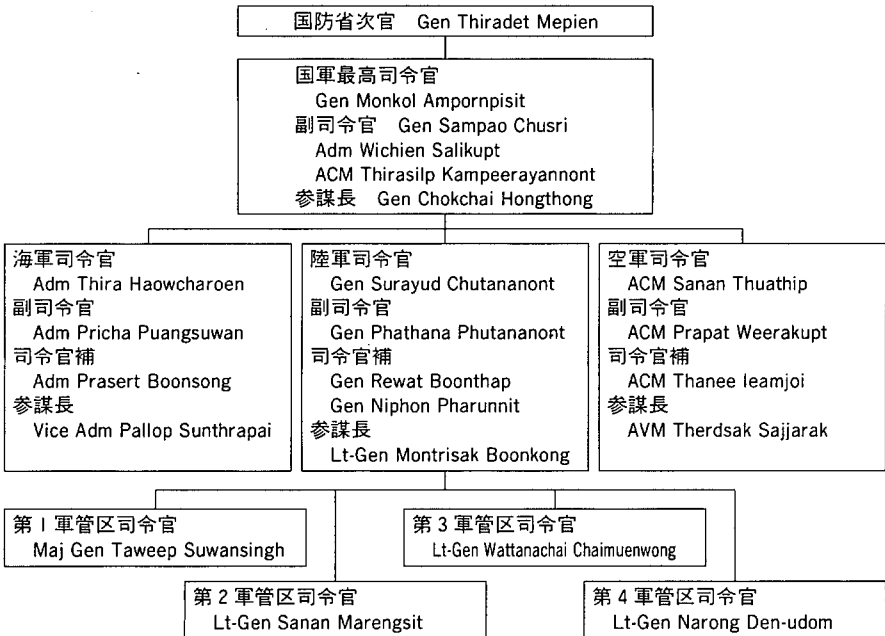 国防省次官 Gen Thiradet Mepien
国軍最高司令官
Gen Monkol Ampornpisit
副司令官 Gen Sampao Chusri
Adm Wichien Salikupt
ACM Thirasilp Kampeerayannont
参謀長 Gen Chokchai Hongthong
海軍司令官
Adm Thira Haowcharoen
副司令官
Adm Pricha Puangsuwan
司令官補
Adm Prasert Boonsong
参謀長
Vice Adm Pallop Sunthrapai
陸軍司令官
Gen Surayud Chutananont
副司令官
Gen Phathana Phutananont
司令官補
Gen Rewat Boonthap
Gen Niphon Pharunnit
参謀長
Lt-Gen Montrisak Boonkong
空軍司令官
ACM Sanan Thuathip
副司令官
ACM Prapat Weerakupt
司令官補
ACM Thanee Ieamjoi
参謀長
AVM Therdsak Sajjarak
第1軍管区司令官
Maj Gen Taweep Suwansingh
第3軍管区司令官
Lt-Gen Wattanachai Chaimuenwong
第2軍管区司令官
Lt-Gen Sanan Marengsit
第4軍管区司令官
Lt-Gen Narong Den-udom